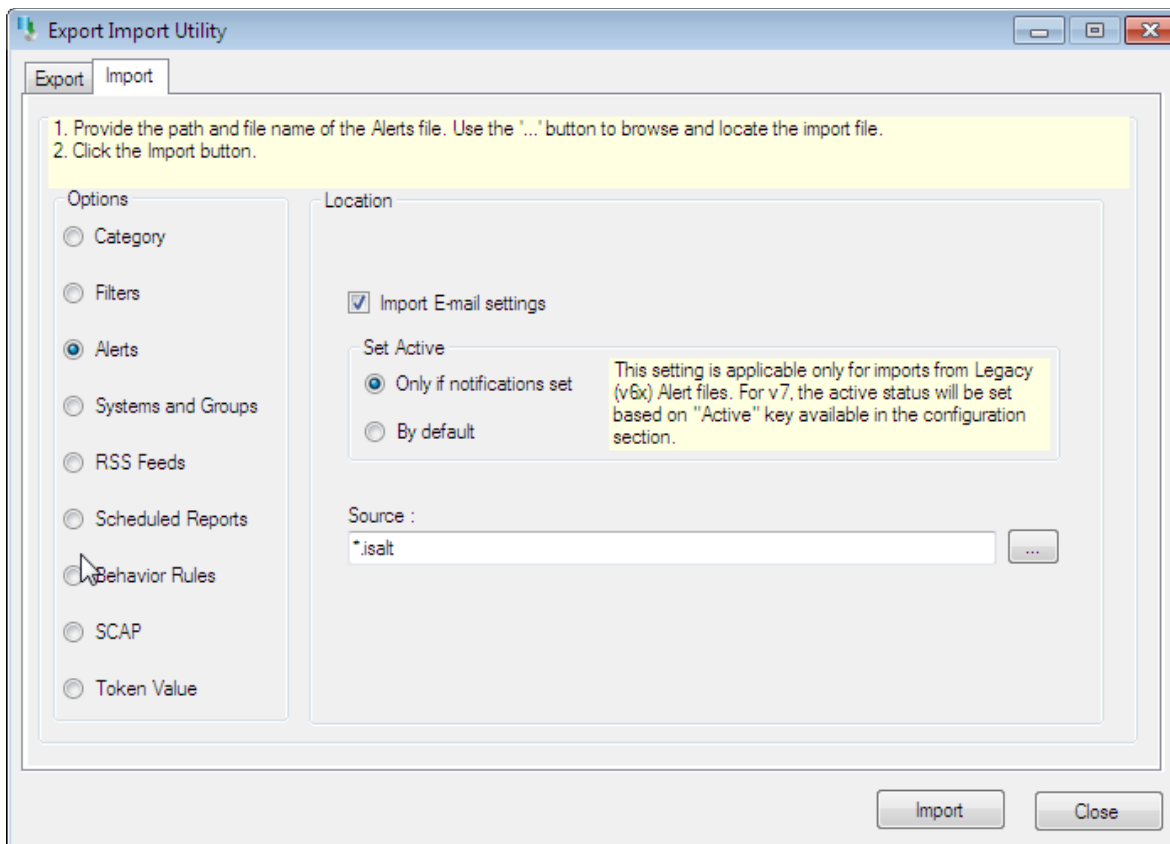 Export Import Utility
Export
Import
1. Provide the path and file name of the Alerts file. Use the '...' button to browse and locate the import file.
2. Click the Import button.
Options
Category
Filters
Alerts
Systems and Groups
RSS Feeds
Scheduled Reports
Behavior Rules
SCAP
Token Value
Location
Import E-mail settings
Set Active
Only if notifications set
By default
This setting is applicable only for imports from Legacy
(v6x) Alert files. For v7, the active status will be set
based on "Active" key available in the configuration
section.
Source :
*.isalt
...
Import
Close